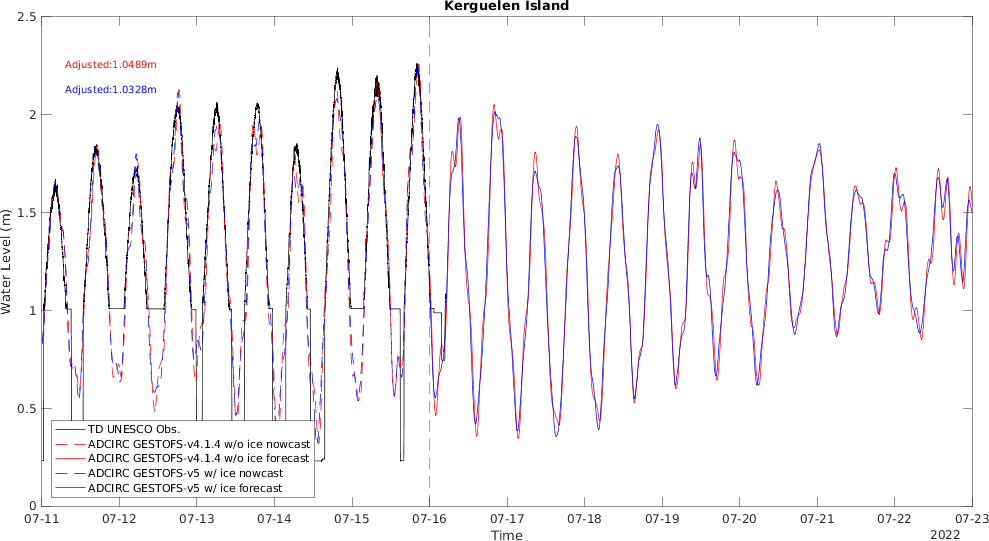 Kerguelen Island
2.5
2
1.5
1
0.5
0
Water Level (m)
Adjusted:1.0489m
Adjusted:1.0328m
TD UNESCO Obs.
ADCIRC GESTOFS-v4.1.4 w/o ice nowcast
ADCIRC GESTOFS-v4.1.4 w/o ice forecast
ADCIRC GESTOFS-v5 w/ ice nowcast
ADCIRC GESTOFS-v5 w/ ice forecast
07-11 07-12 07-13 07-14 07-15 07-16 07-17 07-18 07-19 07-20 07-21 07-22 07-23
Time
2022